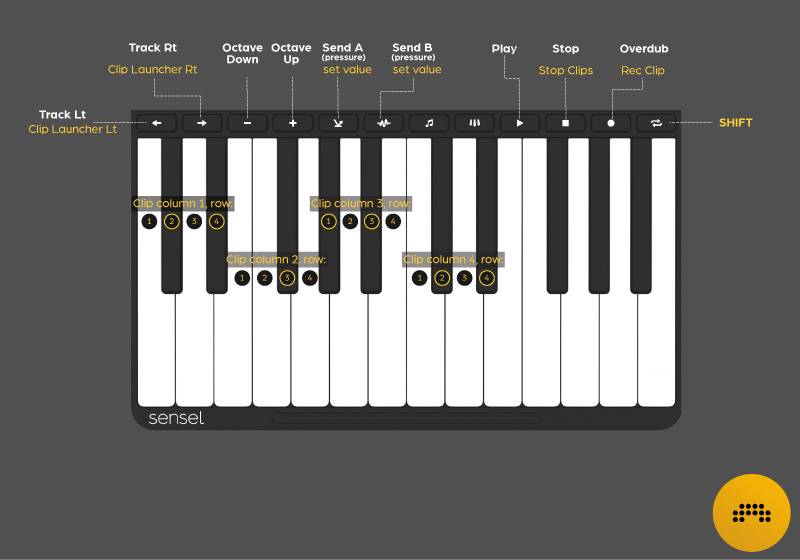 Track Rt
Clip Launcher Rt
Octave
Down
Octave
Up
Send A
(pressure)
set value
Send B
(pressure)
set value
Play
Stop
Stop Clips
Overdub
Rec Clip
Track Lt
Clip Launcher Lt
SHIFT
Clip column 1, row:
1 2 3 4
Clip column 3, row:
1 2 3 4
Clip column 2, row:
1 2 3 4
Clip column 4, row:
1 2 3 4
sensel